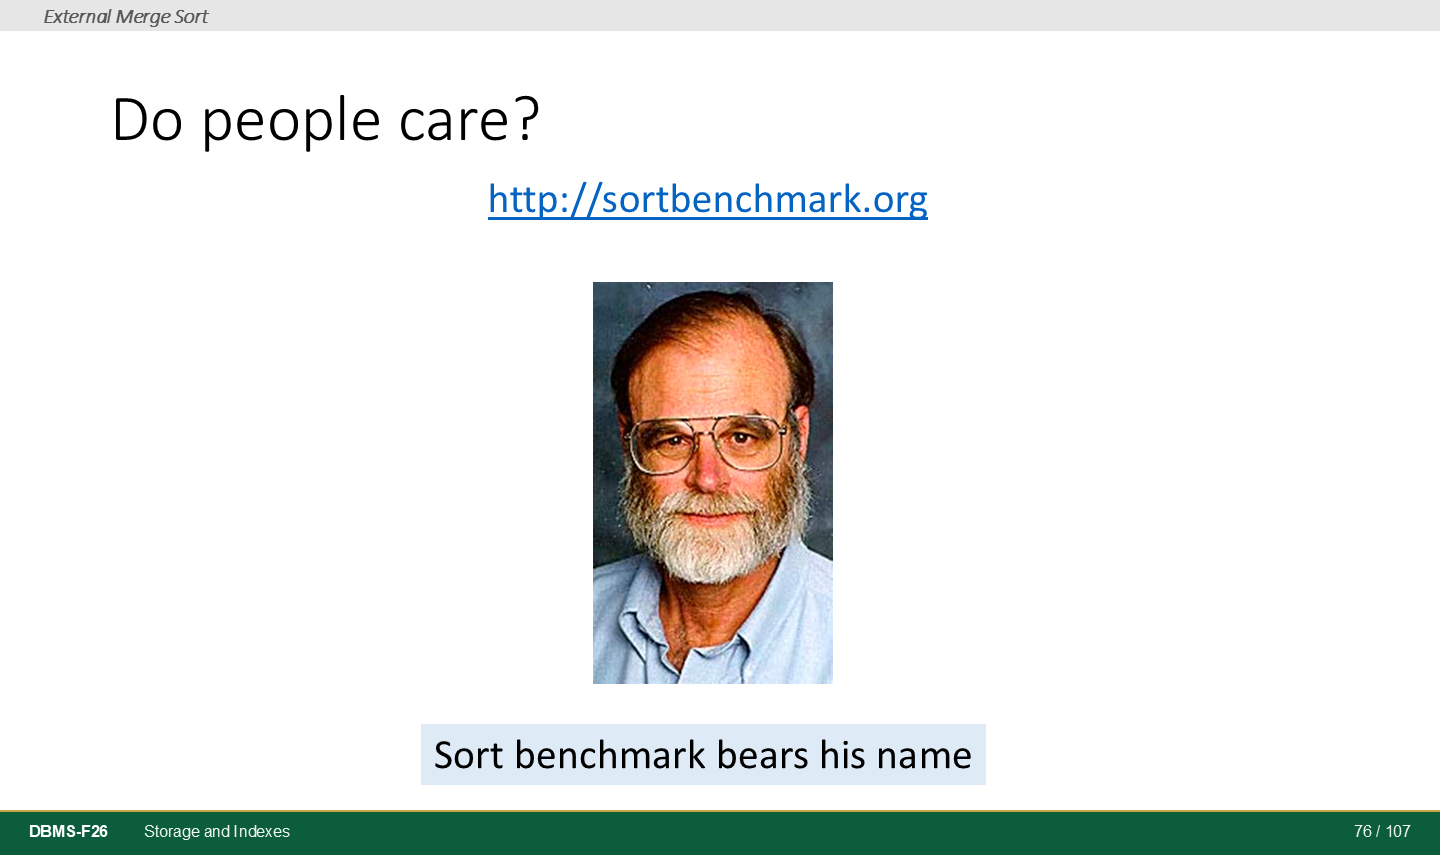 External Merge Sort
Do people care?
http://sortbenchmark.org
Sort benchmark bears his name
DBMS-F26 Storage and Indexes 76 / 107